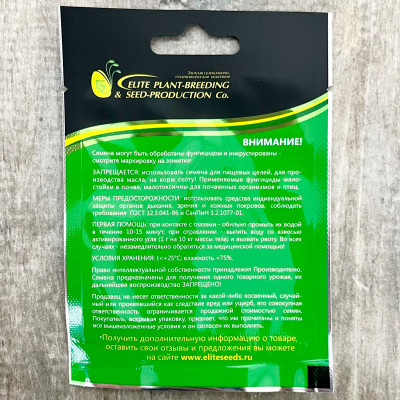 Элитная селекционно-
семеноводческая компания
ELITE PLANT-BREEDING
& SEED-PRODUCTION Co.
ВНИМАНИЕ!
Семена могут быть обработаны фунгицидом и инкрустированы -
смотрите маркировку на этикетке!
ЗАПРЕЩАЕТСЯ: использовать семена для пищевых целей, для про-
изводства масла, на корм скоту! Применяемые фунгициды мало-
стойки в почве, малотоксичны для почвенных организмов и птиц.
МЕРЫ ПРЕДОСТОРОЖНОСТИ: использовать средства индивидуальной
защиты органов дыхания, зрения и кожных покровов, соблюдать
требования ГОСТ 12.3.041-86 и СанПиН 1.2.1077-01.
ПЕРВАЯ ПОМОЩЬ: при контакте с глазами - обильно промыть их водой
в течение 10-15 минут; при отравлении - выпить воду со взвесью
активированного угля (1 г на 10 кг массы тела) и вызвать рвоту. Во всех
случаях - незамедлительно обратиться за медицинской помощью!
УСЛОВИЯ ХРАНЕНИЯ: t<+25°С; влажность <75%.
Право интеллектуальной собственности принадлежит Производителю.
Семена предназначены для получения одного товарного урожая, их
дальнейшее воспроизводство ЗАПРЕЩЕНО!
Продавец не несет ответственности за какой-либо косвенный, случай-
ный или проявившийся как следствие вред или ущерб, его совокупная
ответственность ограничивается продажной стоимостью семян.
Покупатель, вскрывая упаковку, признает, что им прочитаны и поняты
все вышеизложенные условия и он согласен их выполнять.
•Получить дополнительную информацию о товаре,
оставить свои отзывы и предложения вы можете
на сайте www.eliteseeds.ru